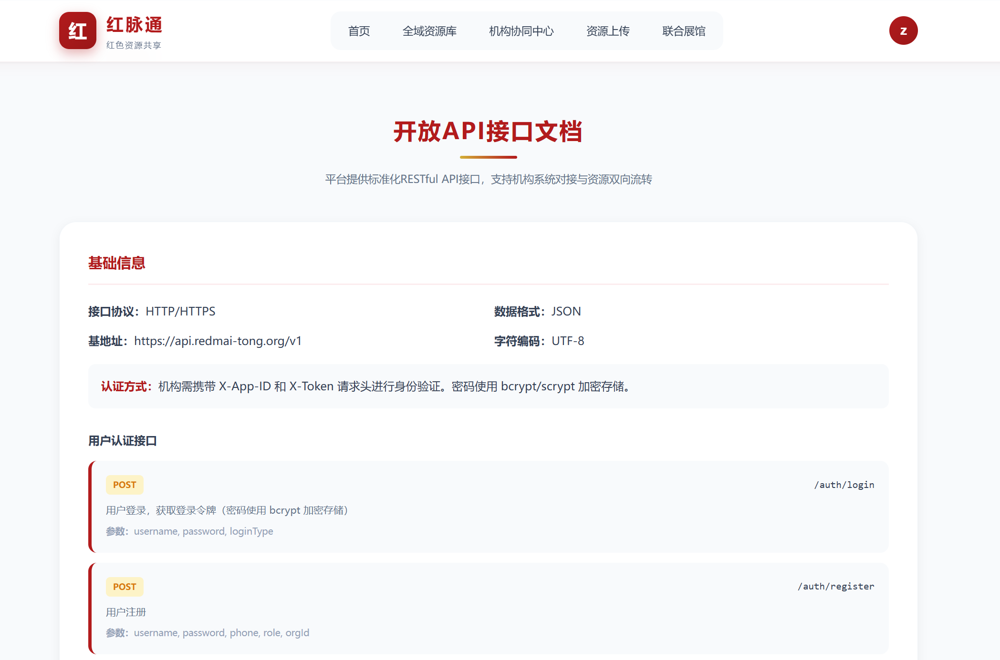 红
红脉通
红色资源共享
首页
全域资源库
机构协同中心
资源上传
联合展馆
z
开放API接口文档
平台提供标准化RESTful API接口，支持机构系统对接与资源双向流转
基础信息
接口协议：HTTP/HTTPS
数据格式：JSON
基地址：https://api.redmai-tong.org/v1
字符编码：UTF-8
认证方式：机构需携带 X-App-ID 和 X-Token 请求头进行身份验证。密码使用 bcrypt/scrypt 加密存储。
用户认证接口
POST
/auth/login
用户登录，获取登录令牌（密码使用 bcrypt 加密存储）
参数：username, password, loginType
POST
/auth/register
用户注册
参数：username, password, phone, role, orgId